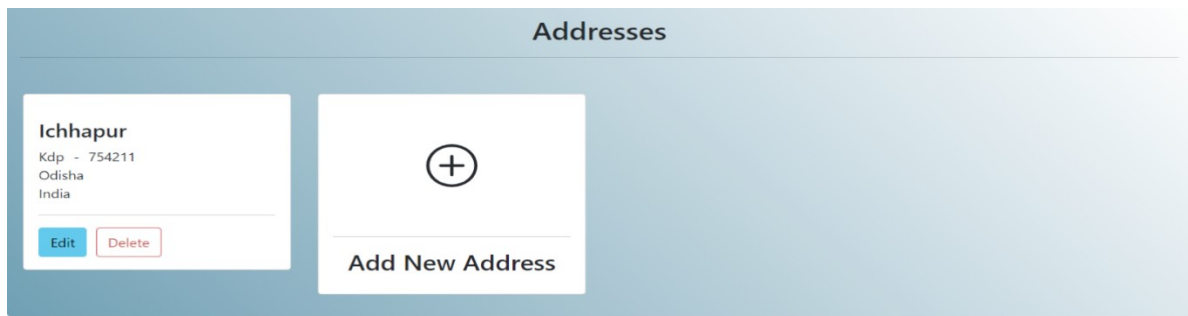 Addresses
Ichhapur
Kdp - 754211
Odisha
India
Edit Delete
Add New Address